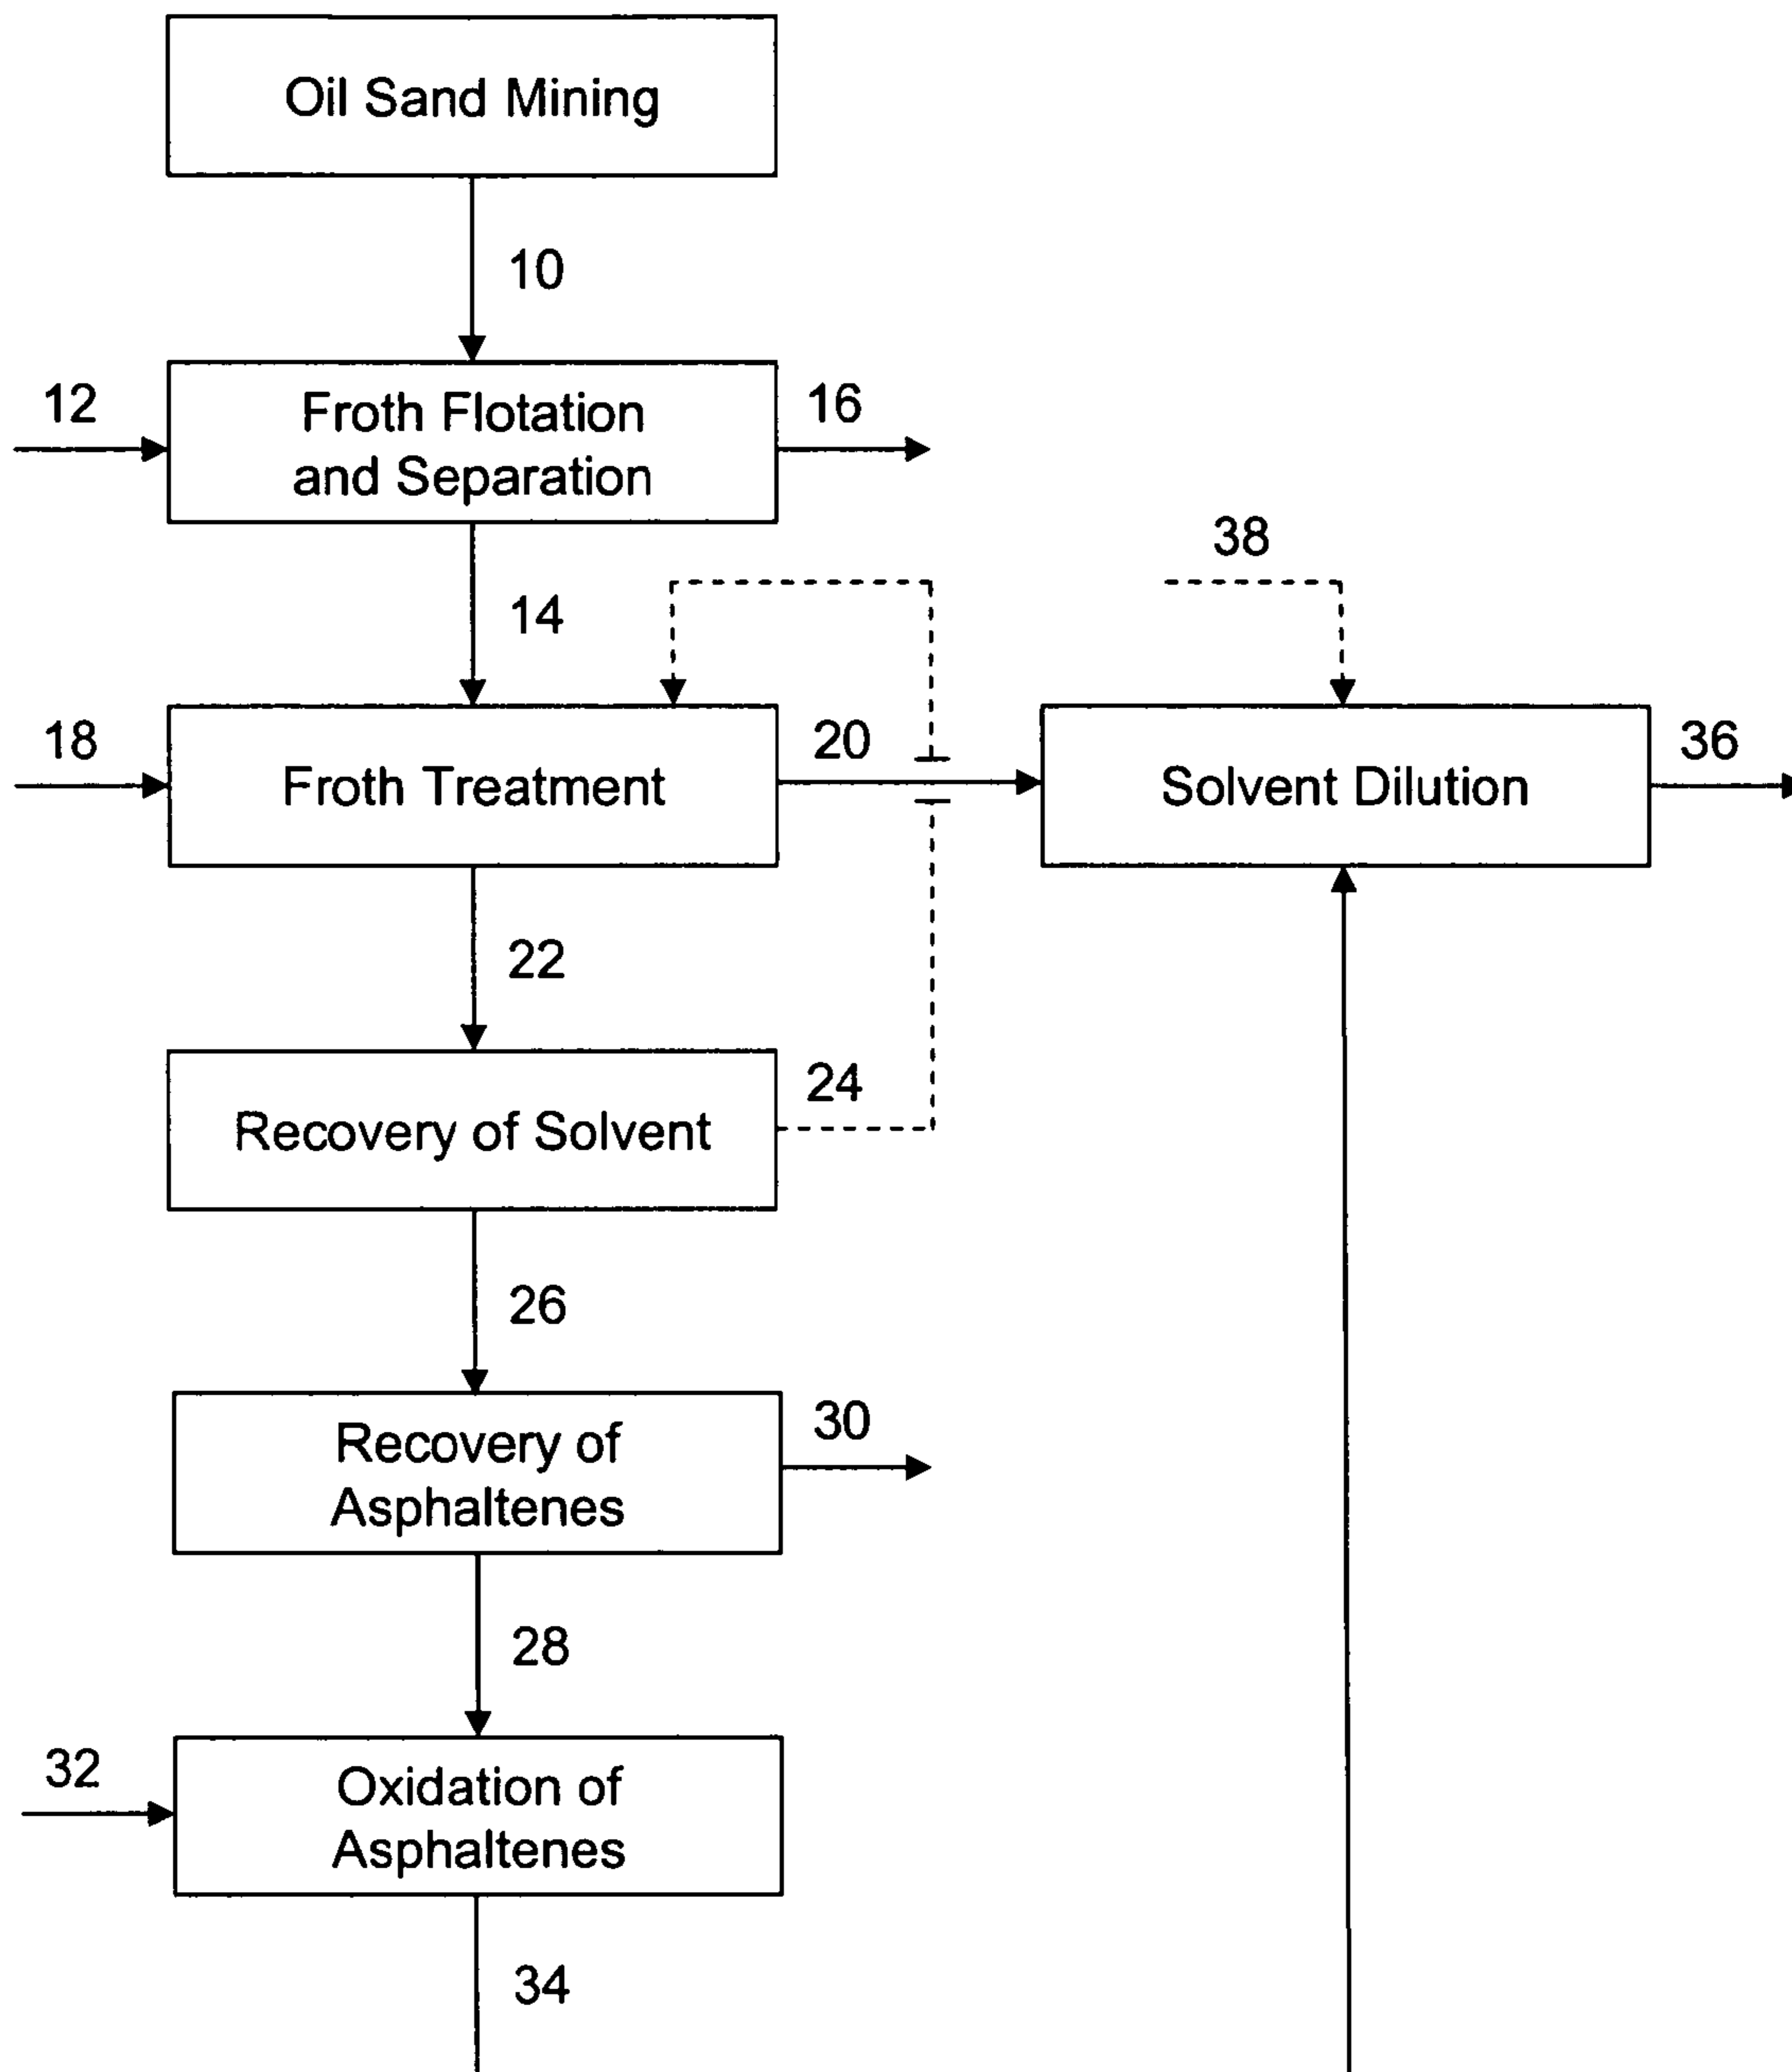 Oil Sand Mining
10
12
Froth Flotation
and Separation
16
38
14
18
Froth Treatment
20
Solvent Dilution
36
22
Recovery of Solvent
24
26
Recovery of
Asphaltenes
30
28
32
Oxidation of
Asphaltenes
34